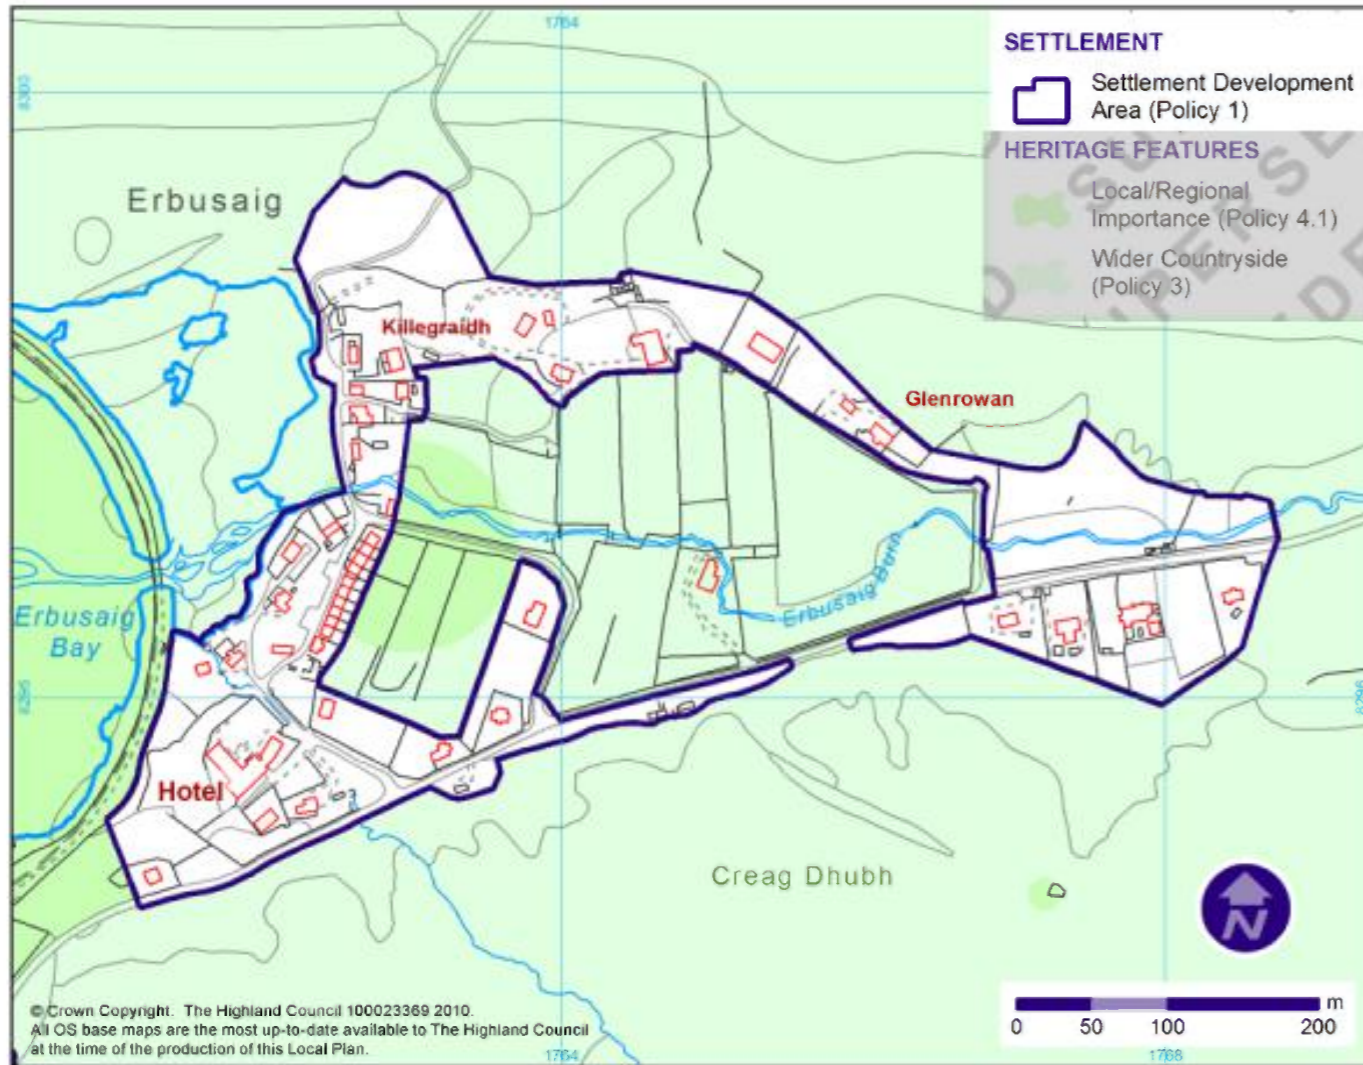 1764
8300
SETTLEMENT
Settlement Development
Area (Policy 1)
HERITAGE FEATURES
Local/Regional
Importance (Policy 4.1)
Wider Countryside
(Policy 3)
Erbusaig
Killegraidh
Glenrowan
Erbusaig Burn
Erbusaig
Bay
8296
Hotel
Creag Dhubh
N
m
0 50 100 200
© Crown Copyright. The Highland Council 100023369 2010.
All OS base maps are the most up-to-date available to The Highland Council
at the time of the production of this Local Plan.
1764
1768